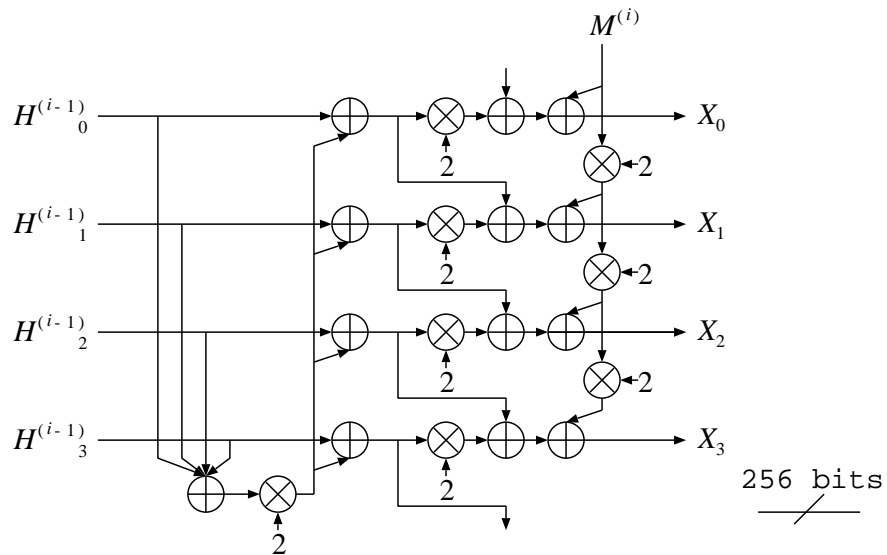 M^(i)
H^(i-1)_0 X_0
2 2
H^(i-1)_1 X_1
2 2
H^(i-1)_2 X_2
2 2
H^(i-1)_3 X_3
256 bits
2
2